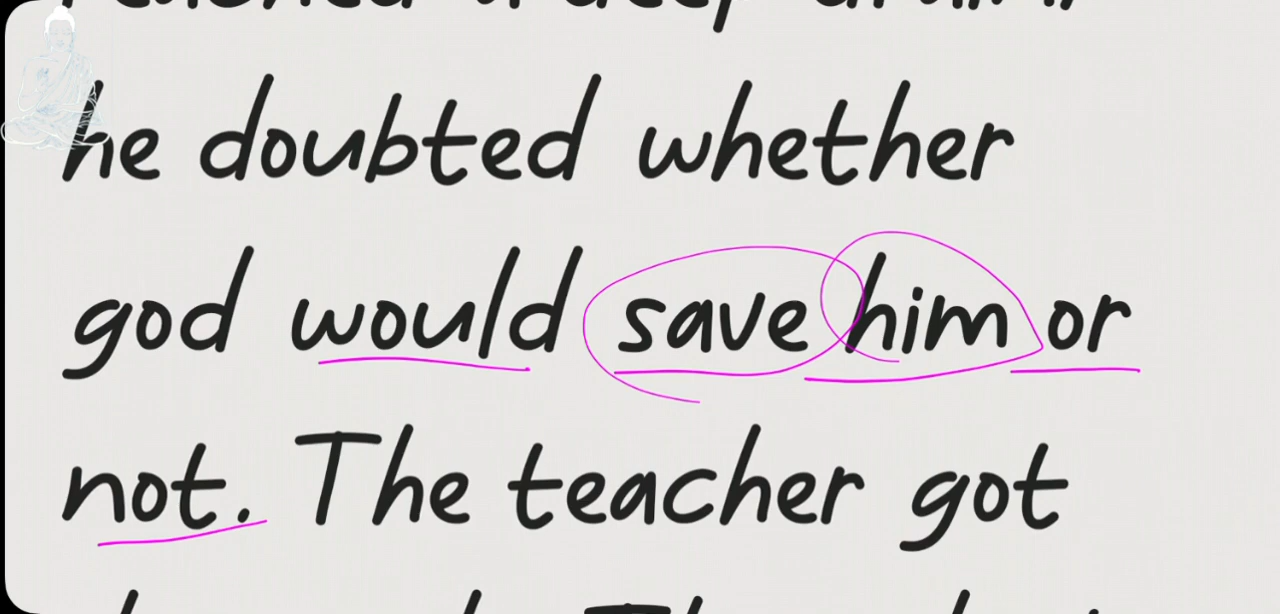 he doubted whether
god would save him or
not. The teacher got